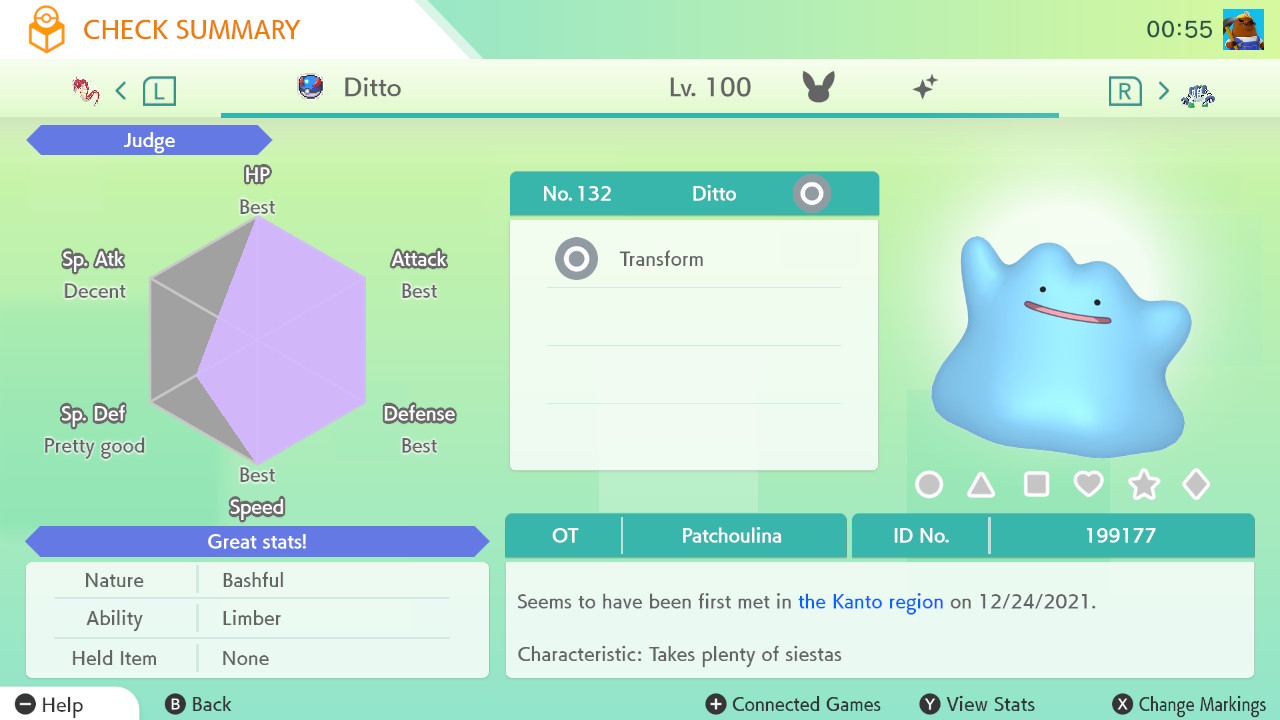 CHECK SUMMARY
00:55
L
Ditto
Lv. 100
R
Judge
HP
Best
Sp. Atk
Decent
Attack
Best
Sp. Def
Pretty good
Defense
Best
Best
Speed
Great stats!
Nature Bashful
Ability Limber
Held Item None
No. 132 Ditto
Transform
OT Patchoulina
ID No. 199177
Seems to have been first met in the Kanto region on 12/24/2021.
Characteristic: Takes plenty of siestas
Help
B Back
Connected Games
Y View Stats
X Change Markings